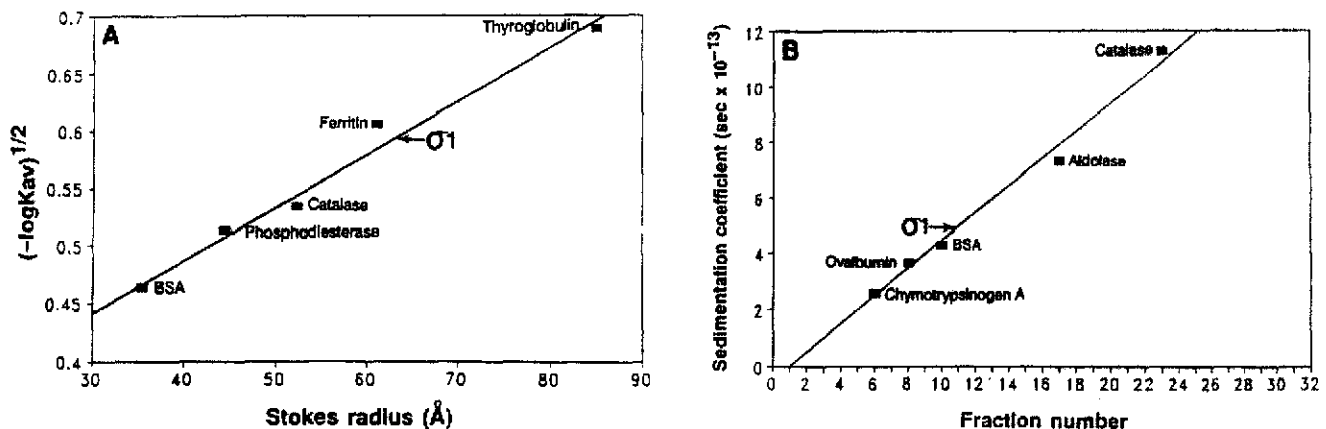 A
0.7
0.65
0.6
0.55
0.5
0.45
0.4
(-logKav)1/2
Thyroglobulin
Ferritin
σ1
Catalase
Phosphodiesterase
BSA
30 40 50 60 70 80 90
Stokes radius (Å)
B
12
10
8
6
4
2
0
Sedimentation coefficient (sec x 10⁻¹³)
Catalase
Aldolase
σ1
BSA
Ovalbumin
Chymotrypsinogen A
0 2 6 8 10 14 16 18 20 22 24 26 28 30 32
Fraction number